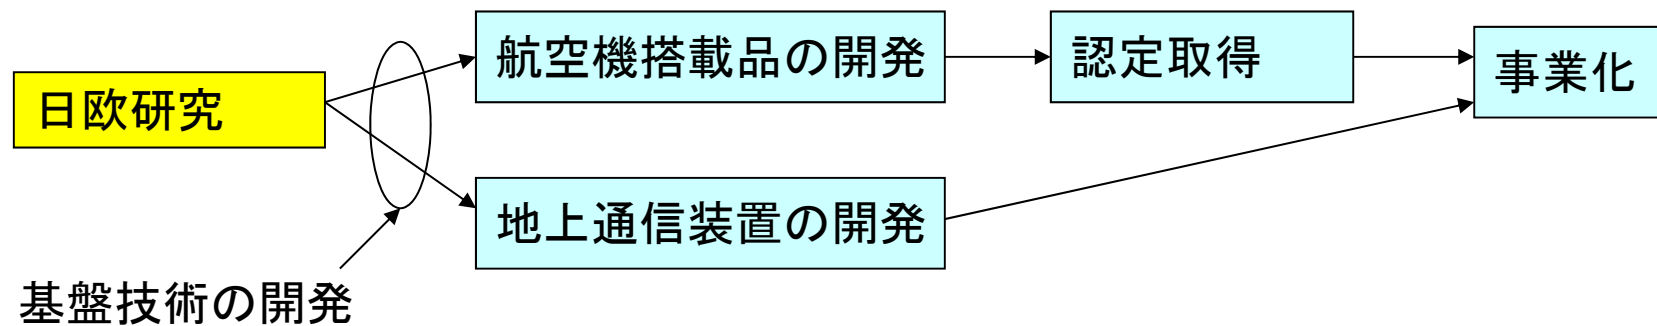 航空機搭載品の開発
認定取得
事業化
日欧研究
地上通信装置の開発
基盤技術の開発